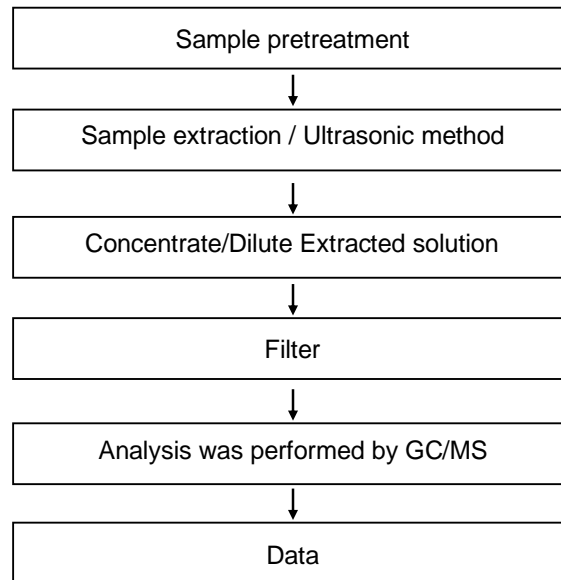 Sample pretreatment
Sample extraction / Ultrasonic method
Concentrate/Dilute Extracted solution
Filter
Analysis was performed by GC/MS
Data